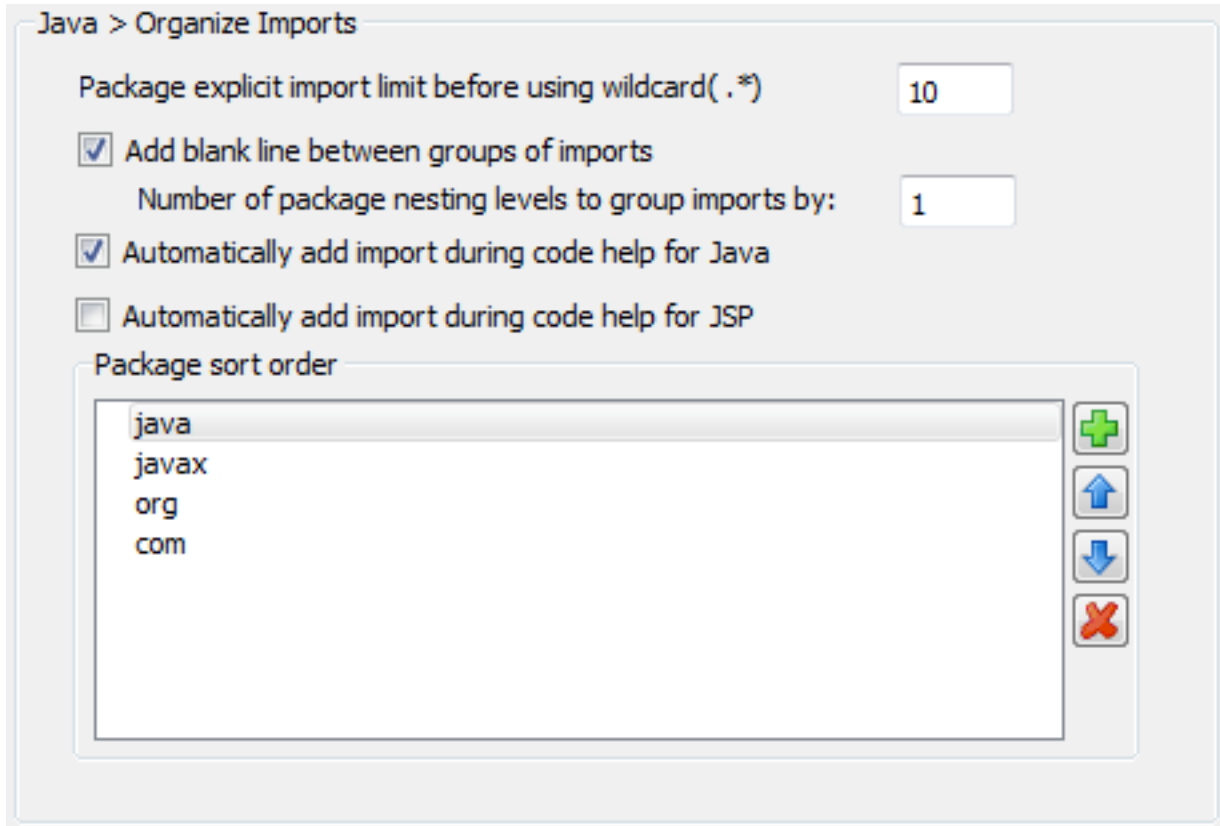 Java > Organize Imports
Package explicit import limit before using wildcard( .*) 10
Add blank line between groups of imports
Number of package nesting levels to group imports by: 1
Automatically add import during code help for Java
Automatically add import during code help for JSP
Package sort order
java
javax
org
com